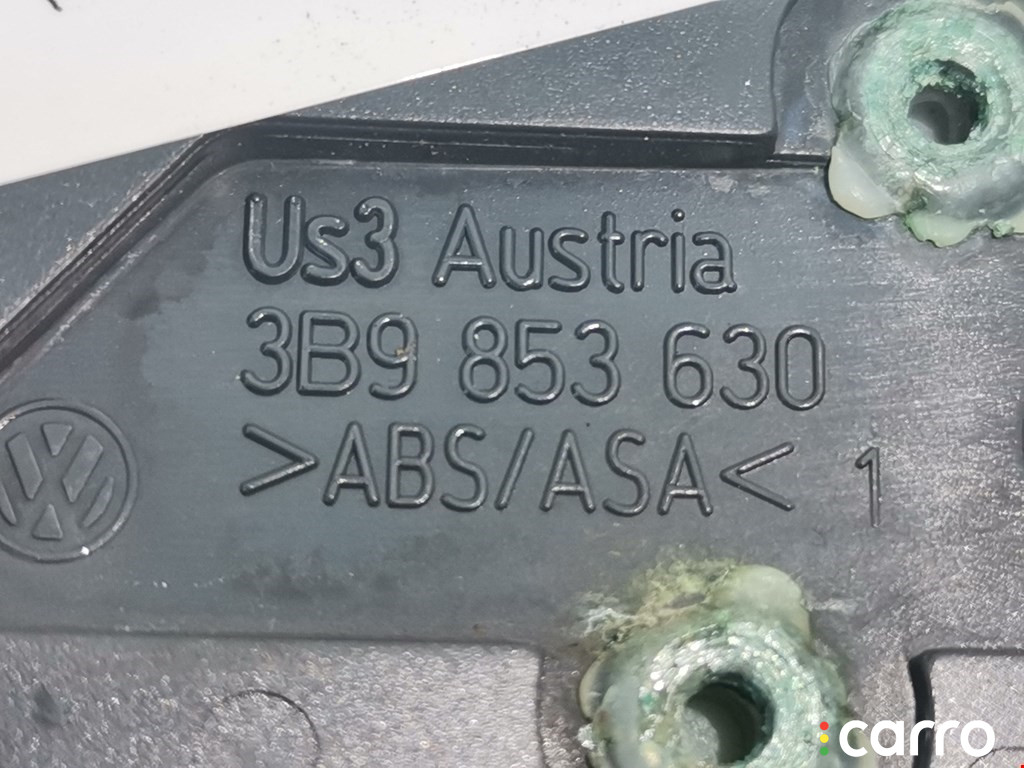 Us3 Austria
3B9 853 630
>ABS/ASA< 1
carro